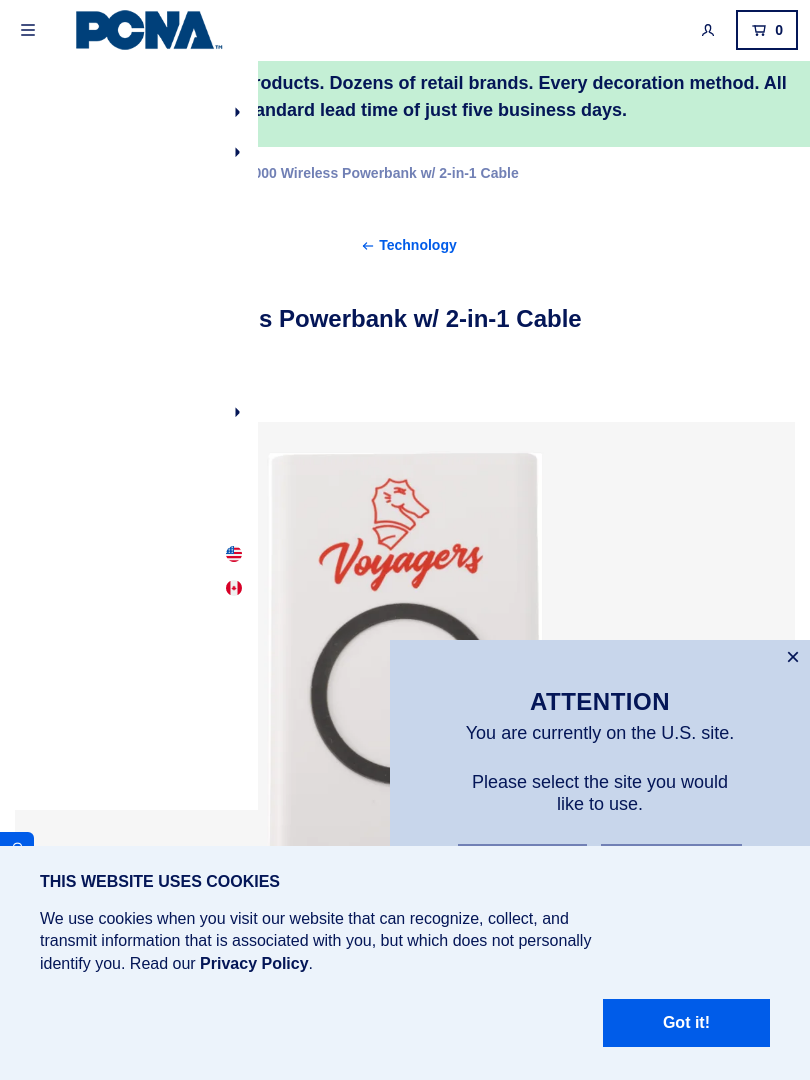 PCNA™
0
roducts. Dozens of retail brands. Every decoration method. All
andard lead time of just five business days.
000 Wireless Powerbank w/ 2-in-1 Cable
← Technology
s Powerbank w/ 2-in-1 Cable
Voyagers
×
ATTENTION
You are currently on the U.S. site.
Please select the site you would
like to use.
THIS WEBSITE USES COOKIES
We use cookies when you visit our website that can recognize, collect, and
transmit information that is associated with you, but which does not personally
identify you. Read our Privacy Policy.
Got it!